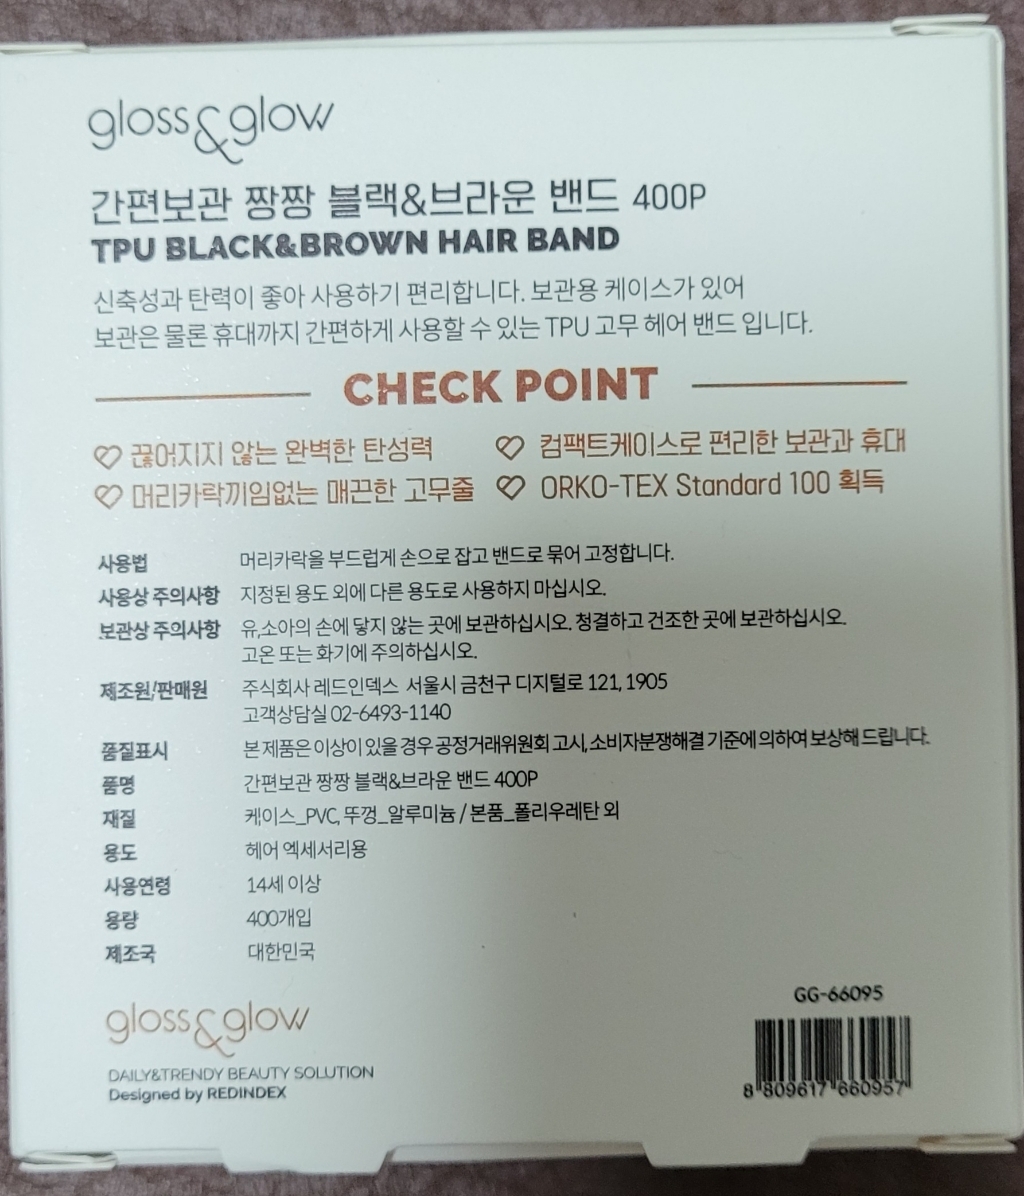 gloss&glow
간편보관 짱짱 블랙&브라운 밴드 400P
TPU BLACK&BROWN HAIR BAND
신축성과 탄력이 좋아 사용하기 편리합니다. 보관용 케이스가 있어
보관은 물론 휴대까지 간편하게 사용할 수 있는 TPU 고무 헤어 밴드 입니다.
CHECK POINT
♡ 끊어지지 않는 완벽한 탄성력 ♡ 컴팩트케이스로 편리한 보관과 휴대
♡ 머리카락끼임없는 매끈한 고무줄 ♡ ORKO-TEX Standard 100 획득
사용법 머리카락을 부드럽게 손으로 잡고 밴드로 묶어 고정합니다.
사용상 주의사항 지정된 용도 외에 다른 용도로 사용하지 마십시오.
보관상 주의사항 유,소아의 손에 닿지 않는 곳에 보관하십시오. 청결하고 건조한 곳에 보관하십시오.
고온 또는 화기에 주의하십시오.
제조원/판매원 주식회사 레드인덱스 서울시 금천구 디지털로 121, 1905
고객상담실 02-6493-1140
품질표시 본 제품은 이상이 있을 경우 공정거래위원회 고시, 소비자분쟁해결 기준에 의하여 보상해 드립니다.
품명 간편보관 짱짱 블랙&브라운 밴드 400P
재질 케이스_PVC, 뚜껑_알루미늄 / 본품_폴리우레탄 외
용도 헤어 엑세서리용
사용연령 14세 이상
용량 400개입
제조국 대한민국
gloss&glow
DAILY&TRENDY BEAUTY SOLUTION
Designed by REDINDEX
GG-66095
8 809617 660957